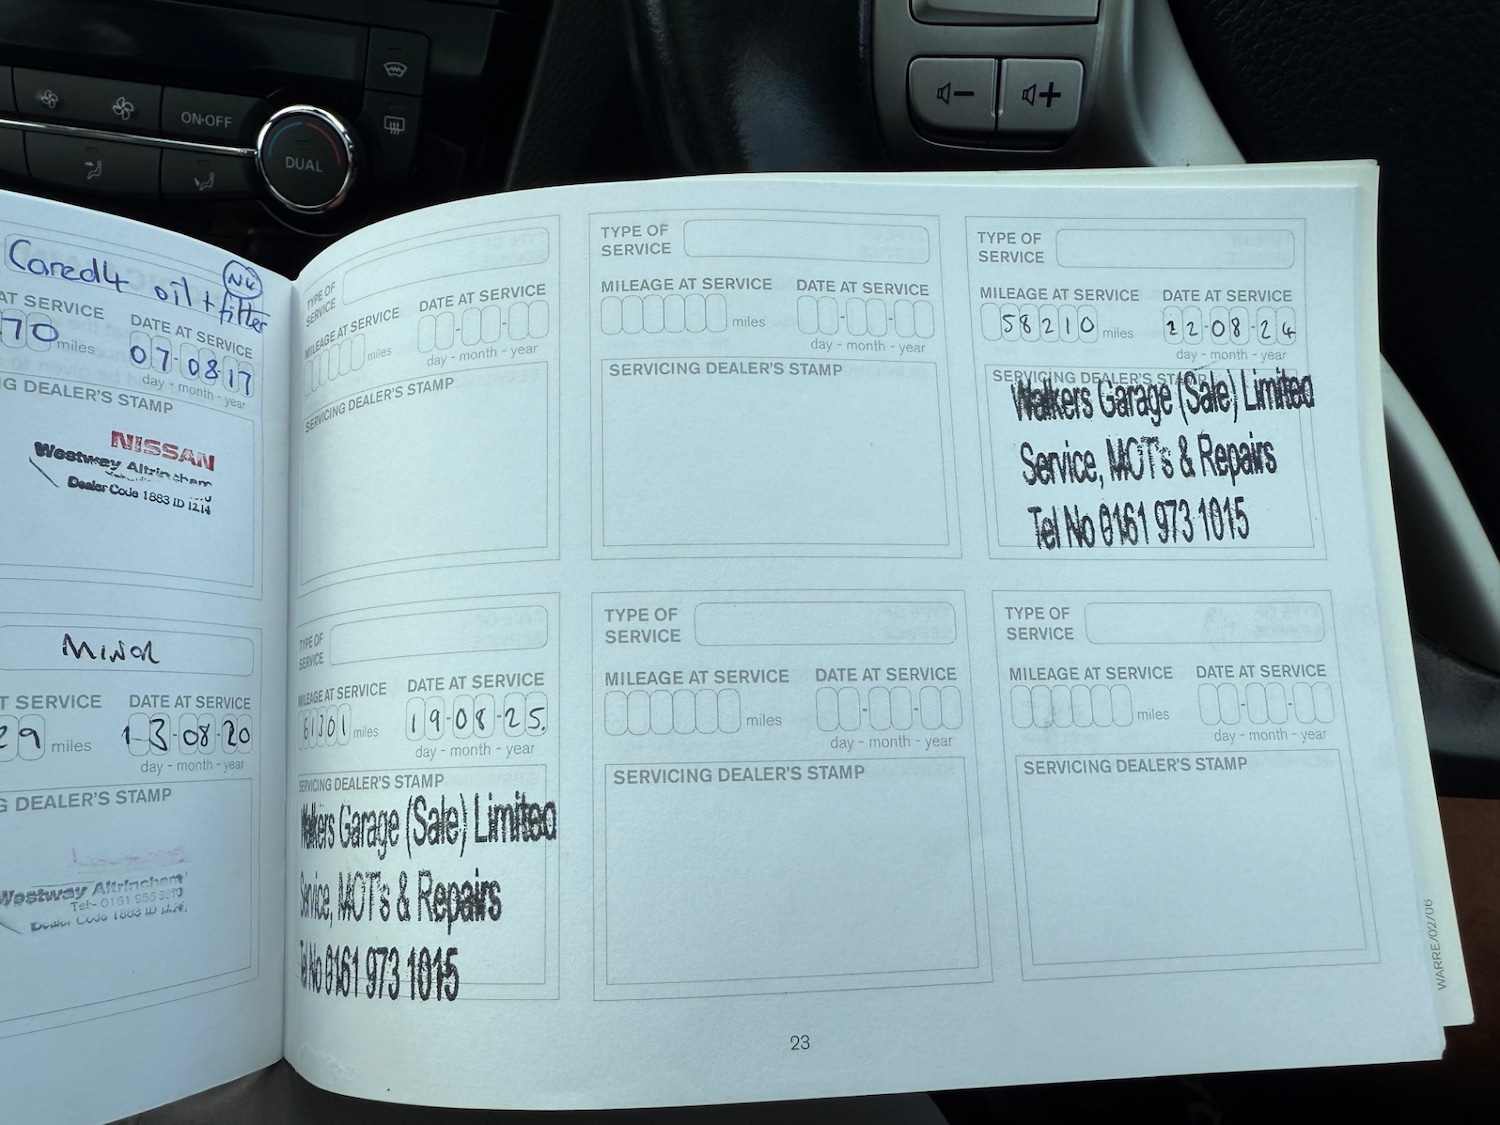 ON·OFF
DUAL
Cared4 oil + filter
NK
AT SERVICE
DATE AT SERVICE
70 miles
07-08-17
day - month - year
G DEALER'S STAMP
NISSAN
Westway Altrincham
Dealer Code 1883 ID 1214
Minor
T SERVICE
DATE AT SERVICE
29 miles
13-08-20
day - month - year
G DEALER'S STAMP
Westway Altrincham
Dealer Code 1883 ID
TYPE OF
SERVICE
MILEAGE AT SERVICE
DATE AT SERVICE
miles
day - month - year
SERVICING DEALER'S STAMP
TYPE OF
SERVICE
MILEAGE AT SERVICE
DATE AT SERVICE
miles
day - month - year
SERVICING DEALER'S STAMP
TYPE OF
SERVICE
MILEAGE AT SERVICE
DATE AT SERVICE
58210 miles
22-08-24
day - month - year
SERVICING DEALER'S STAMP
Walkers Garage (Sale) Limited
Service, MOT's & Repairs
Tel No 0161 973 1015
TYPE OF
SERVICE
MILEAGE AT SERVICE
DATE AT SERVICE
61301 miles
19-08-25.
day - month - year
SERVICING DEALER'S STAMP
Walkers Garage (Sale) Limited
Service, MOT's & Repairs
Tel No 0161 973 1015
TYPE OF
SERVICE
MILEAGE AT SERVICE
DATE AT SERVICE
miles
day - month - year
SERVICING DEALER'S STAMP
TYPE OF
SERVICE
MILEAGE AT SERVICE
DATE AT SERVICE
miles
day - month - year
SERVICING DEALER'S STAMP
23
WARRE/02/06